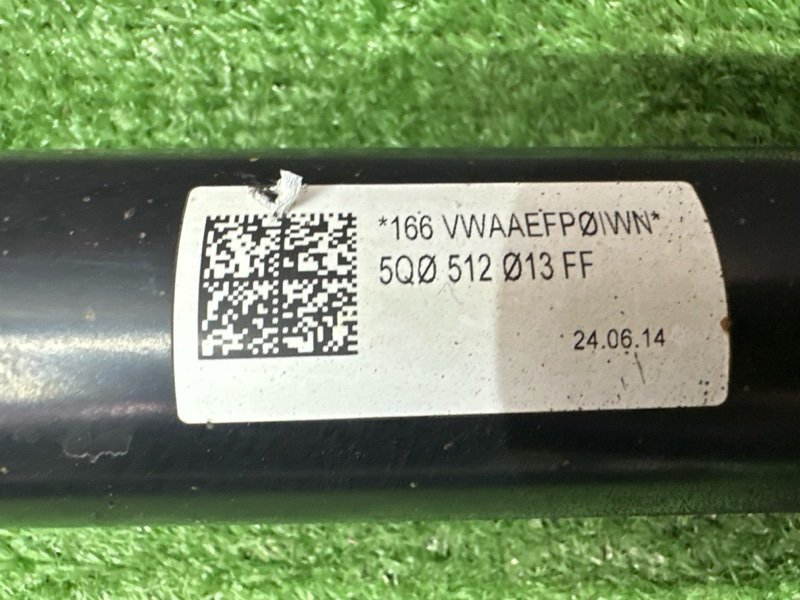 *166 VWAAEFPØIWN*
5QØ 512 Ø13 FF
24.06.14